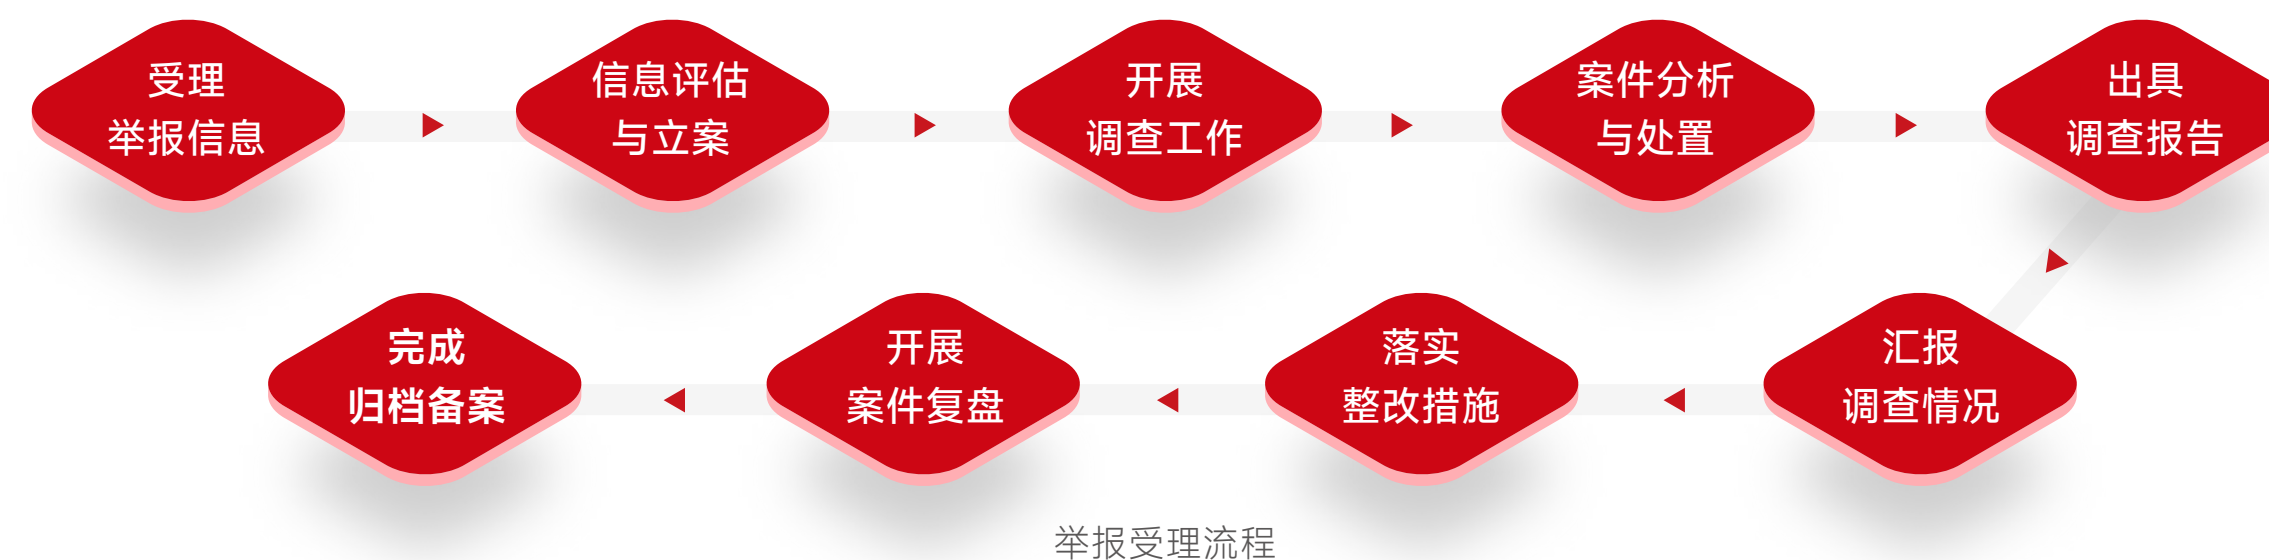 受理
举报信息
信息评估
与立案
开展
调查工作
案件分析
与处置
出具
调查报告
汇报
调查情况
落实
整改措施
开展
案件复盘
完成
归档备案
举报受理流程